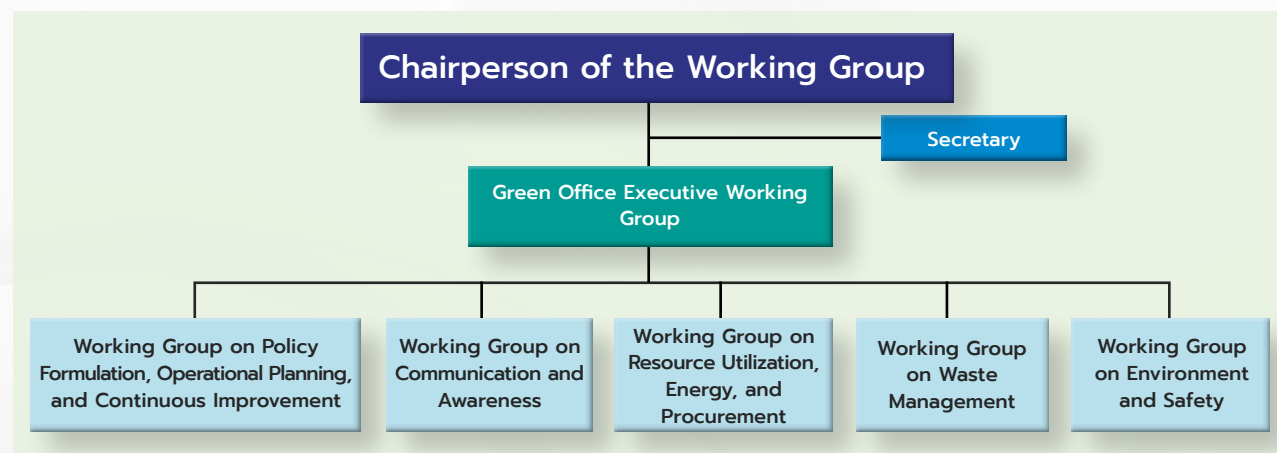 Chairperson of the Working Group
Secretary
Green Office Executive Working
Group
Working Group on Policy
Formulation, Operational Planning,
and Continuous Improvement
Working Group on
Communication and
Awareness
Working Group on
Resource Utilization,
Energy, and
Procurement
Working Group
on Waste
Management
Working Group
on Environment
and Safety